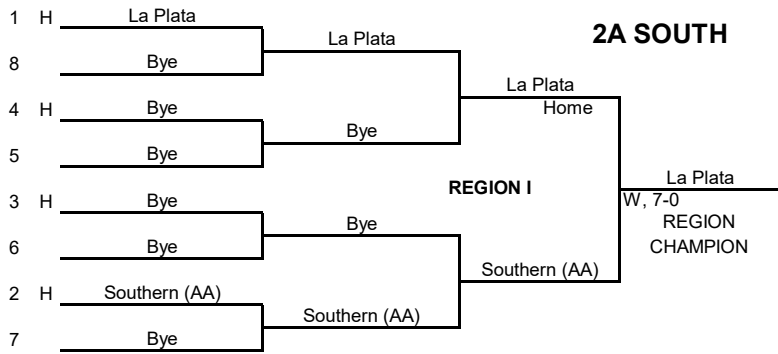 2A SOUTH
1 H La Plata
La Plata
8 Bye
La Plata
Home
4 H Bye
Bye
5 Bye
REGION I
La Plata
W, 7-0
REGION
CHAMPION
3 H Bye
Bye
6 Bye
Southern (AA)
2 H Southern (AA)
Southern (AA)
7 Bye